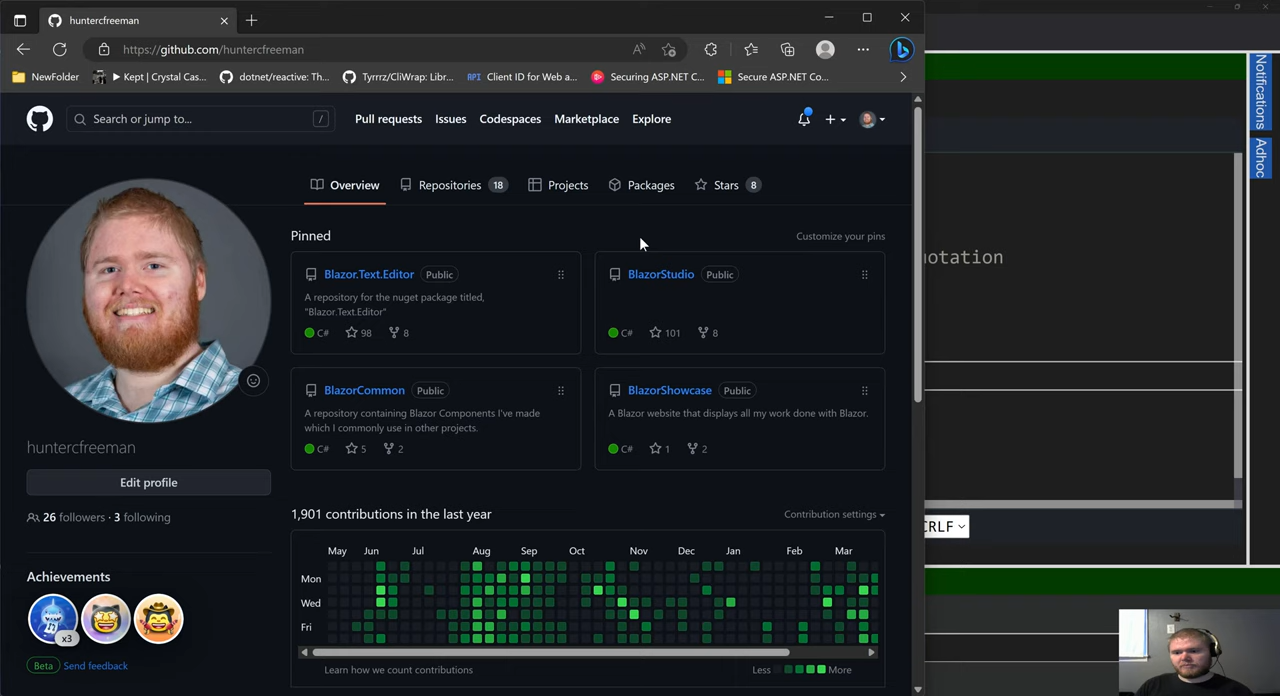 huntercfreeman
https://github.com/huntercfreeman
NewFolder
Kept | Crystal Cas...
dotnet/reactive: Th...
Tyrrrz/CliWrap: Libr...
API Client ID for Web a...
Securing ASP.NET C...
Secure ASP.NET Co...
Search or jump to...
/
Pull requests
Issues
Codespaces
Marketplace
Explore
Overview
Repositories 18
Projects
Packages
Stars 8
Pinned
Customize your pins
Blazor.Text.Editor Public
A repository for the nuget package titled,
"Blazor.Text.Editor"
C# 98 8
BlazorStudio Public
C# 101 8
BlazorCommon Public
A repository containing Blazor Components I've made
which I commonly use in other projects.
C# 5 2
BlazorShowcase Public
A Blazor website that displays all my work done with Blazor.
C# 1 2
huntercfreeman
Edit profile
26 followers · 3 following
Achievements
x3
Beta Send feedback
1,901 contributions in the last year
Contribution settings
May Jun Jul Aug Sep Oct Nov Dec Jan Feb Mar
Mon
Wed
Fri
Learn how we count contributions
Less More
otation
CRLF
Notifications
Adhoc